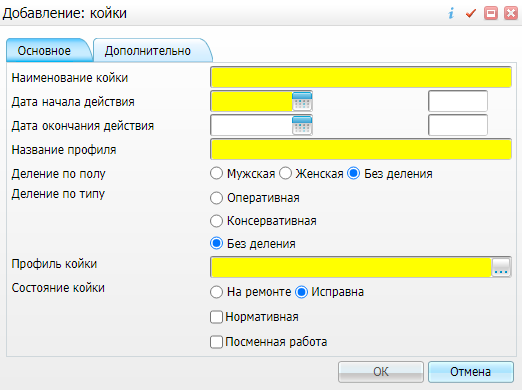 Добавление: койки
Основное Дополнительно
Наименование койки
Дата начала действия
Дата окончания действия
Название профиля
Деление по полу Мужская Женская Без деления
Деление по типу Оперативная
Консервативная
Без деления
Профиль койки ...
Состояние койки На ремонте Исправна
Нормативная
Посменная работа
OK Отмена